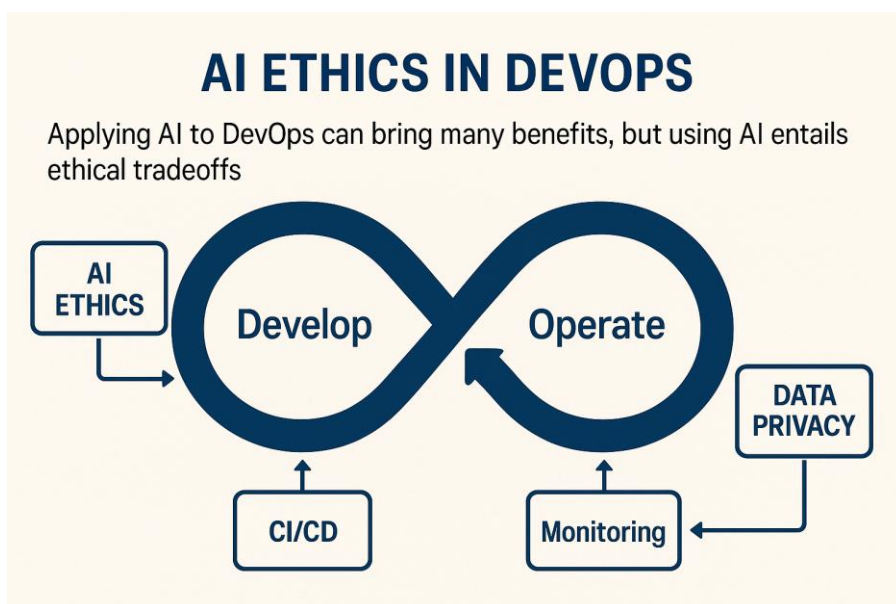 AI ETHICS IN DEVOPS
Applying AI to DevOps can bring many benefits, but using AI entails
ethical tradeoffs
AI
ETHICS
Develop
Operate
DATA
PRIVACY
CI/CD
Monitoring